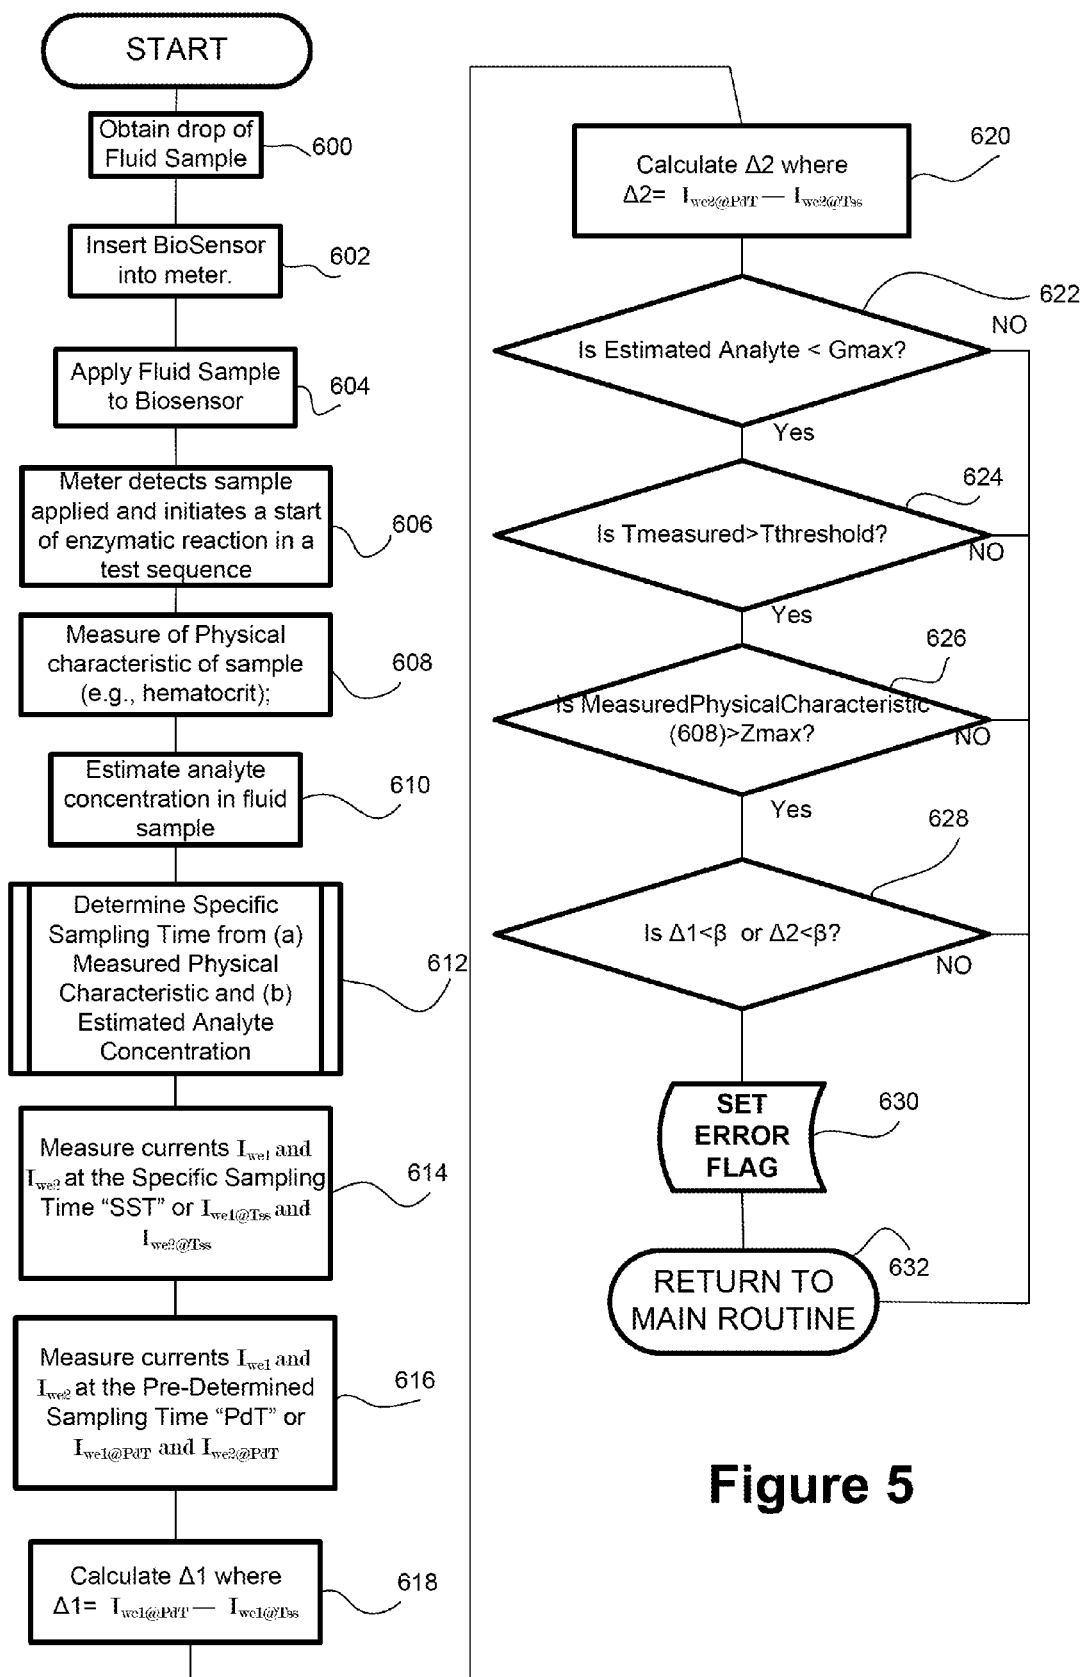 START
Obtain drop of
Fluid Sample
600
Insert BioSensor
into meter.
602
Apply Fluid Sample
to Biosensor
604
Meter detects sample
applied and initiates a start
of enzymatic reaction in a
test sequence
606
Measure of Physical
characteristic of sample
(e.g., hematocrit);
608
Estimate analyte
concentration in fluid
sample
610
Determine Specific
Sampling Time from (a)
Measured Physical
Characteristic and (b)
Estimated Analyte
Concentration
612
Measure currents Iwe1 and
Iwe2 at the Specific Sampling
Time “SST” or Iwe1@Tss and
Iwe2@Tss
614
Measure currents Iwe1 and
Iwe2 at the Pre-Determined
Sampling Time “PdT” or
Iwe1@PdT and Iwe2@PdT
616
Calculate Δ1 where
Δ1= Iwe1@PdT — Iwe1@Tss
618
Calculate Δ2 where
Δ2= Iwe2@PdT — Iwe2@Tss
620
Is Estimated Analyte < Gmax?
622
NO
Yes
Is Tmeasured>Tthreshold?
624
NO
Yes
Is MeasuredPhysicalCharacteristic
(608)>Zmax?
626
NO
Yes
Is Δ1<β or Δ2<β?
628
NO
SET
ERROR
FLAG
630
RETURN TO
MAIN ROUTINE
632
Figure 5